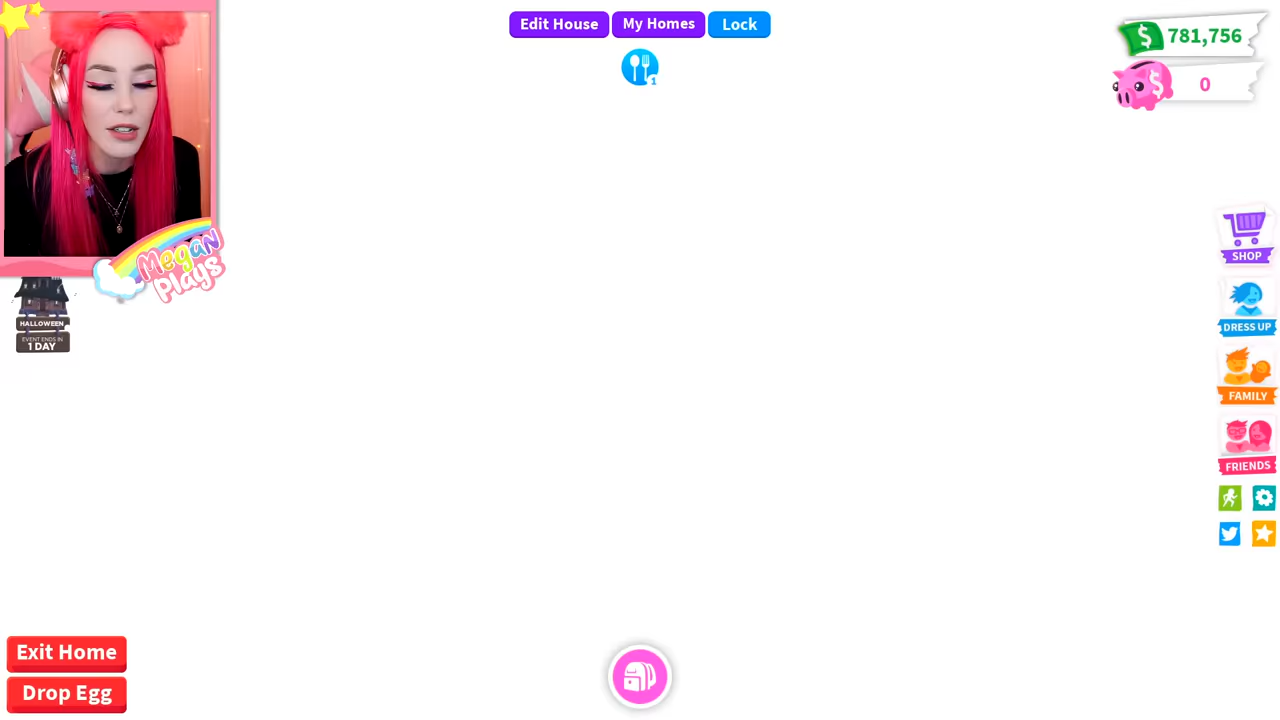 Edit House
My Homes
Lock
1
$ 781,756
$ 0
Megan
Plays
HALLOWEEN
EVENT ENDS IN
1 DAY
SHOP
DRESS UP
FAMILY
FRIENDS
Exit Home
Drop Egg